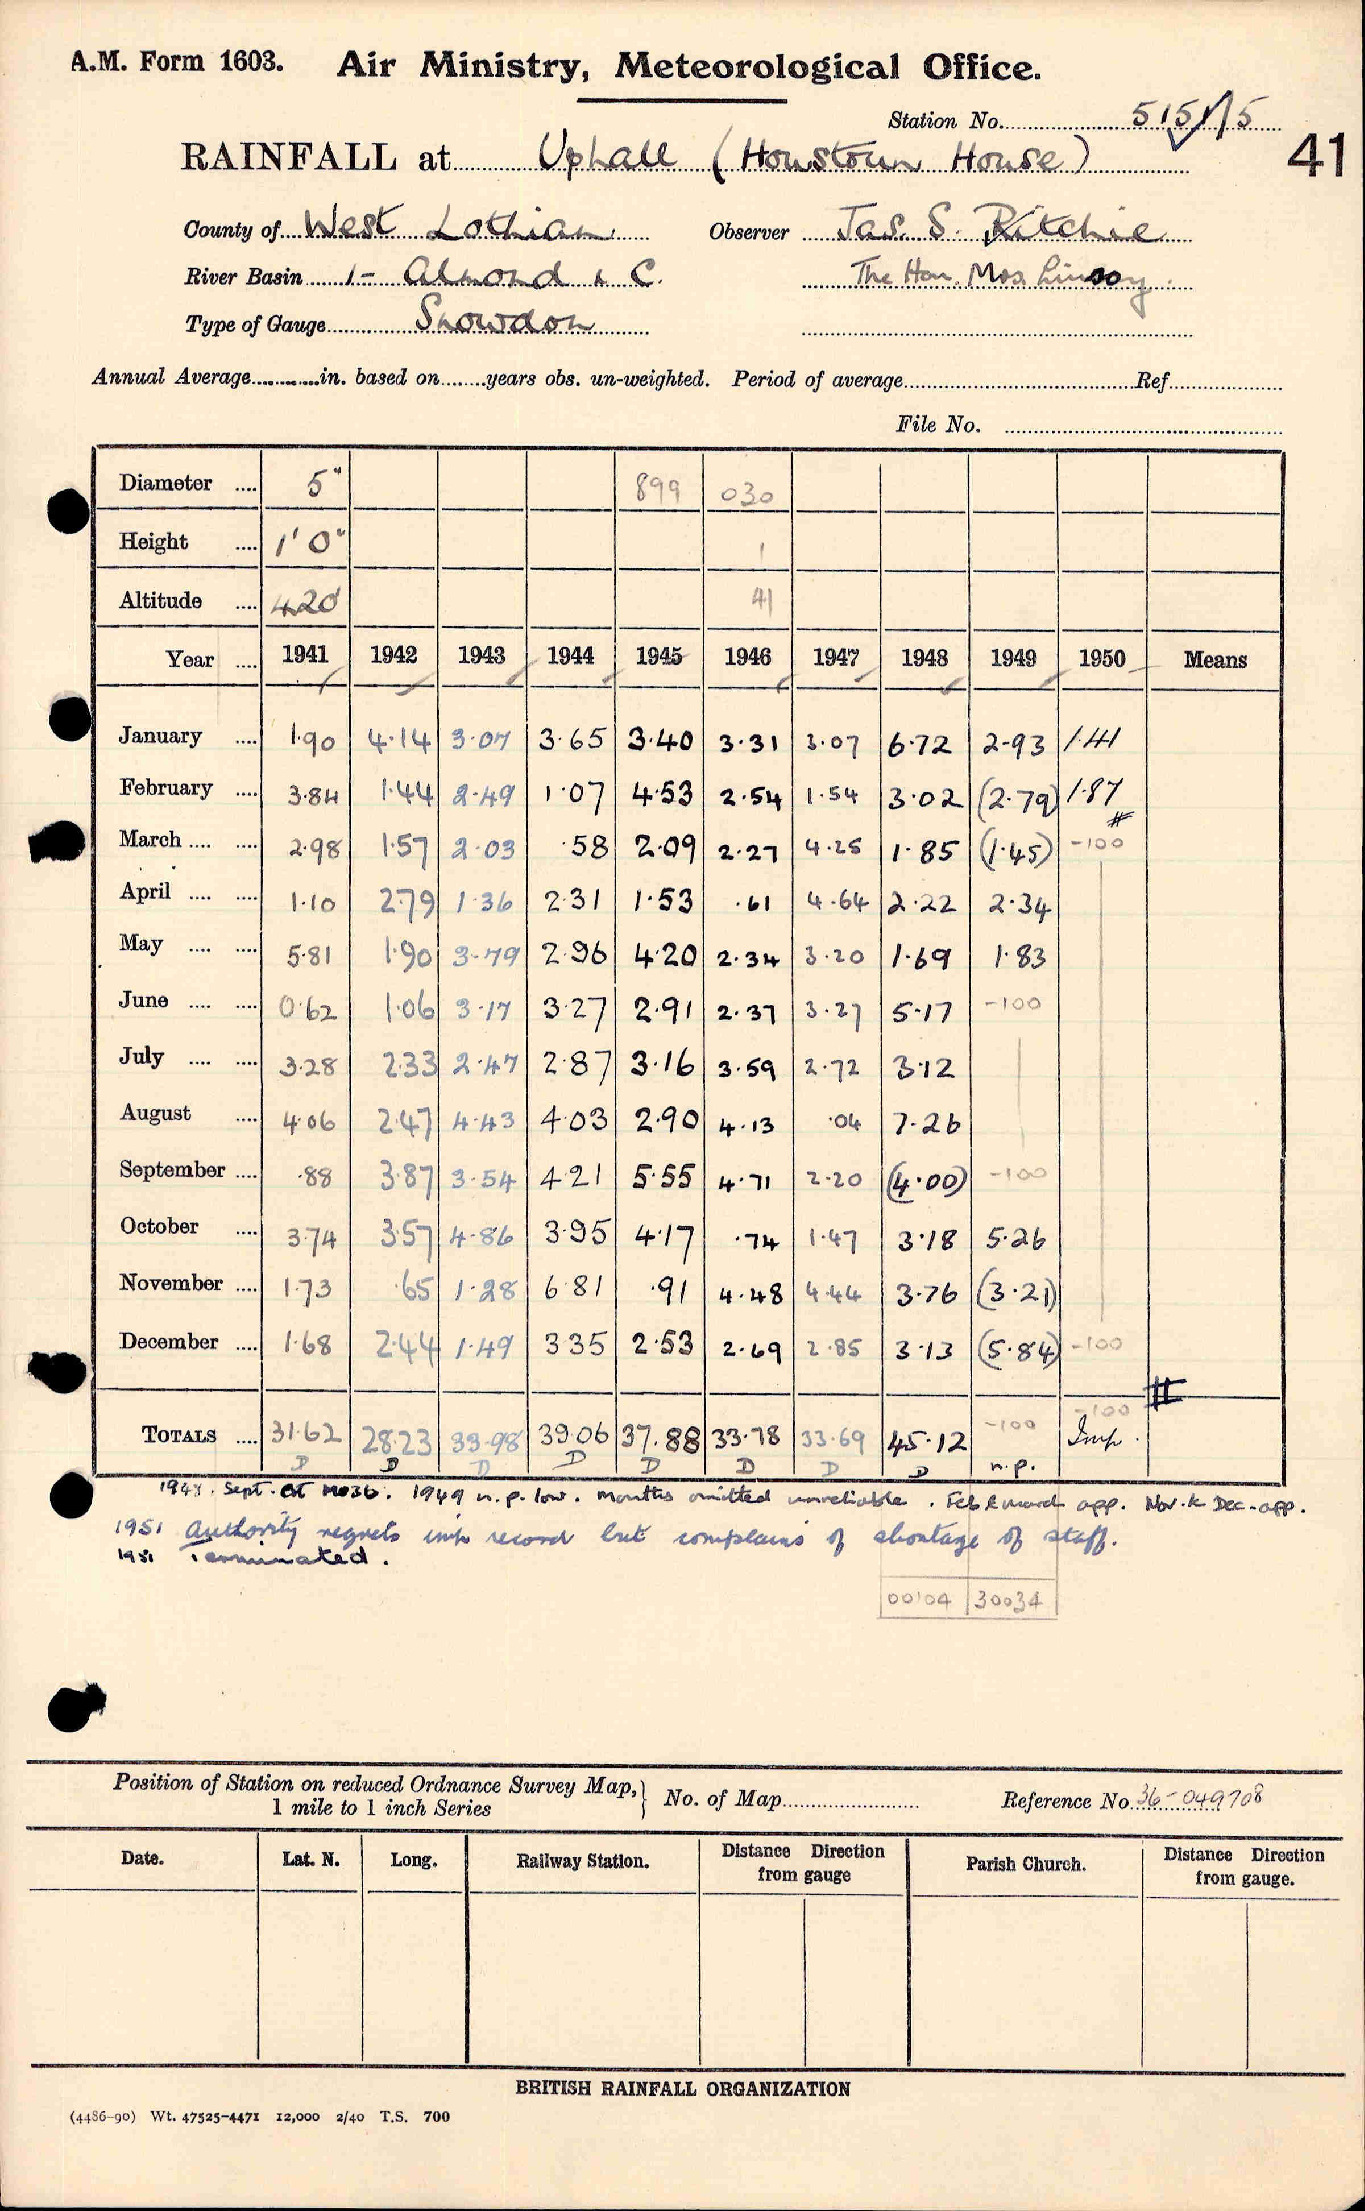 A.M. Form 1603. Air Ministry, Meteorological Office.
Station No. 5151/15
41
RAINFALL at Uphall (Houstoun House)
County of West Lothian Observer Jas. S. Ritchie
River Basin 1- Almond & C. The Hon. Mrs Lindsay.
Type of Gauge Snowdon
Annual Average in. based on years obs. un-weighted. Period of average Ref
File No.
Diameter 5" 899 030
Height 1' 0" 1
Altitude 420' 41
Year 1941 1942 1943 1944 1945 1946 1947 1948 1949 1950 Means
January 1.90 4.14 3.07 3.65 3.40 3.31 3.07 6.72 2.93 1.41
February 3.84 1.44 2.49 1.07 4.53 2.54 1.54 3.02 (2.79) 1.87
March 2.98 1.57 2.03 .58 2.09 2.27 4.25 1.85 (1.45) -100
April 1.10 2.79 1.36 2.31 1.53 .61 4.64 2.22 2.34
May 5.81 1.90 3.79 2.96 4.20 2.34 3.20 1.69 1.83
June 0.62 1.06 3.17 3.27 2.91 2.37 3.27 5.17 -100
July 3.28 2.33 2.47 2.87 3.16 3.59 2.72 3.12
August 4.06 2.47 4.43 4.03 2.90 4.13 .04 7.26
September .88 3.87 3.54 4.21 5.55 4.71 2.20 (4.00) -100
October 3.74 3.57 4.86 3.95 4.17 .74 1.47 3.18 5.26
November 1.73 .65 1.28 6.81 .91 4.48 4.44 3.76 (3.21)
December 1.68 2.44 1.49 3.35 2.53 2.69 2.85 3.13 (5.84) -100
TOTALS 31.62 28.23 33.98 39.06 37.88 33.78 33.69 45.12 -100 -100 Imp.
D D D D D D D D n.p.
1948. Sept. est M036. 1949 n.p. low. Months omitted unreliable. Feb & March app. Nov. & Dec. app.
1951 Authority regrets imp record but complains of shortage of staff.
1951 Terminated.
00104 30034
Position of Station on reduced Ordnance Survey Map, 1 mile to 1 inch Series No. of Map Reference No. 36-049708
Date. Lat. N. Long. Railway Station. Distance Direction from gauge Parish Church. Distance Direction from gauge.
BRITISH RAINFALL ORGANIZATION
(4486-90) Wt. 47525-4471 12,000 2/40 T.S. 700